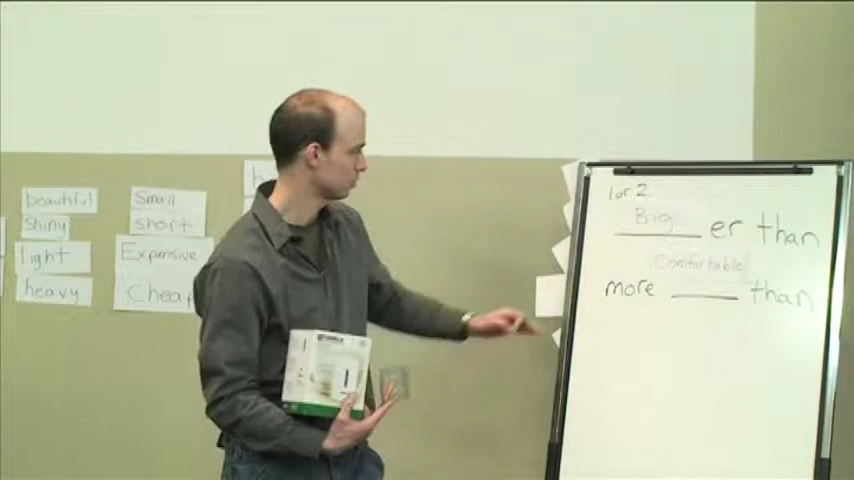 beautiful
Shiny
light
heavy
Small
short
Expensive
Cheap
1 or 2
Big er than
Comfortable
more than